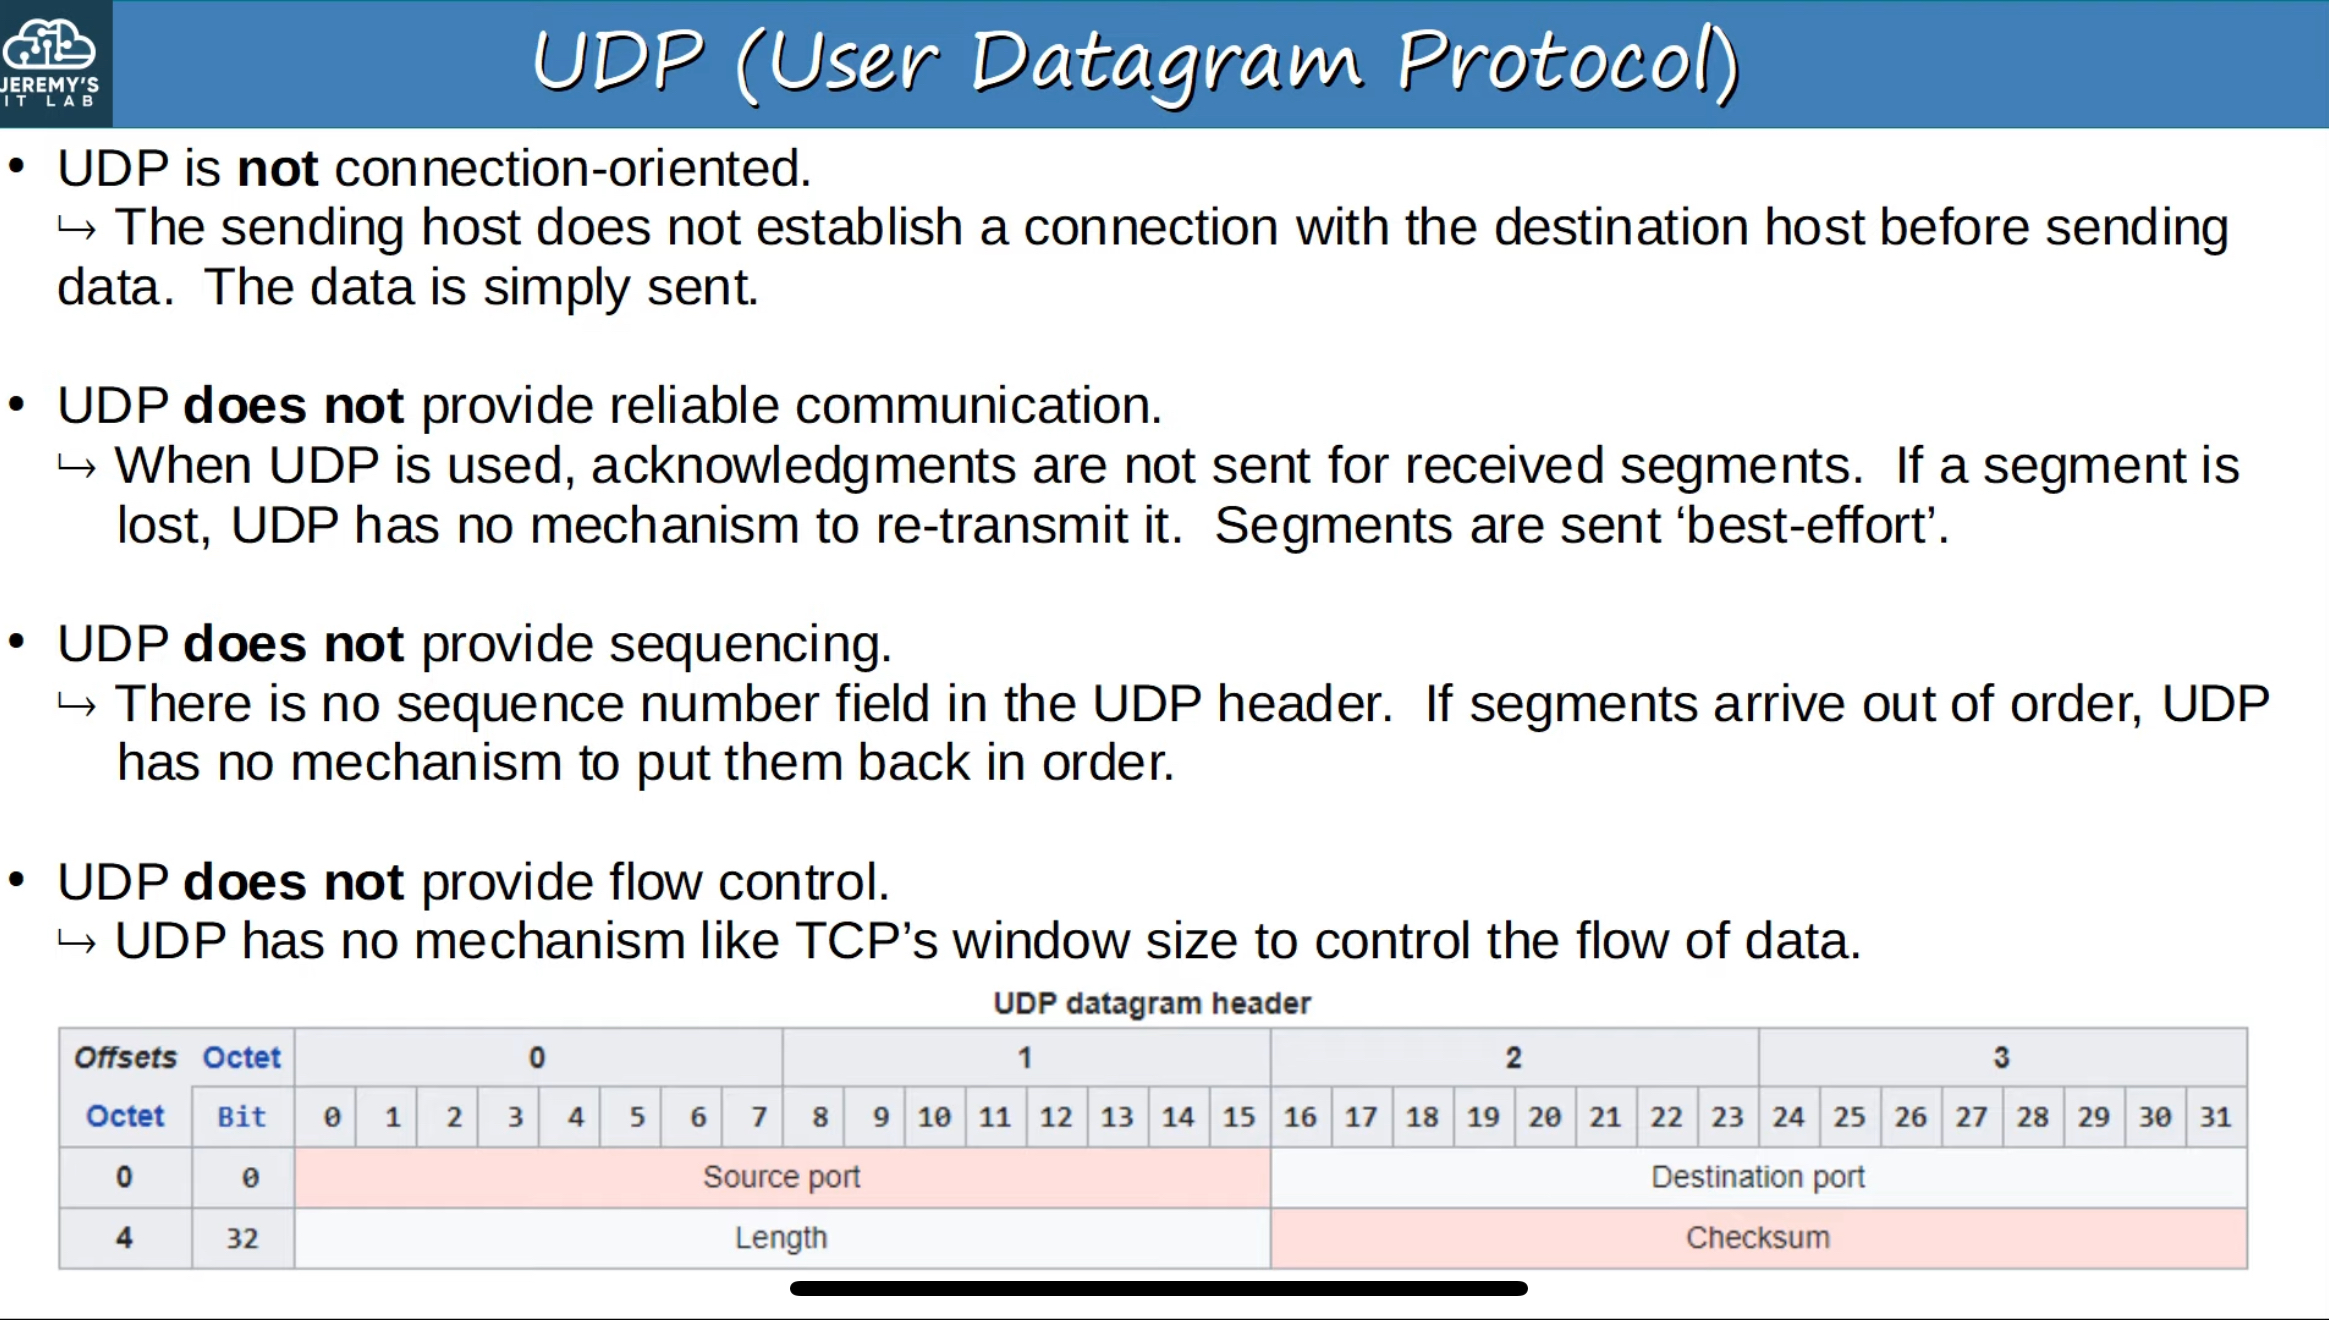 JEREMY'S
IT LAB
UDP (User Datagram Protocol)
• UDP is not connection-oriented.
↪ The sending host does not establish a connection with the destination host before sending
data.  The data is simply sent.
• UDP does not provide reliable communication.
↪ When UDP is used, acknowledgments are not sent for received segments.  If a segment is
lost, UDP has no mechanism to re-transmit it.  Segments are sent ‘best-effort’.
• UDP does not provide sequencing.
↪ There is no sequence number field in the UDP header.  If segments arrive out of order, UDP
has no mechanism to put them back in order.
• UDP does not provide flow control.
↪ UDP has no mechanism like TCP’s window size to control the flow of data.
UDP datagram header
Offsets Octet 0 1 2 3
Octet Bit 0 1 2 3 4 5 6 7 8 9 10 11 12 13 14 15 16 17 18 19 20 21 22 23 24 25 26 27 28 29 30 31
0 0 Source port Destination port
4 32 Length Checksum